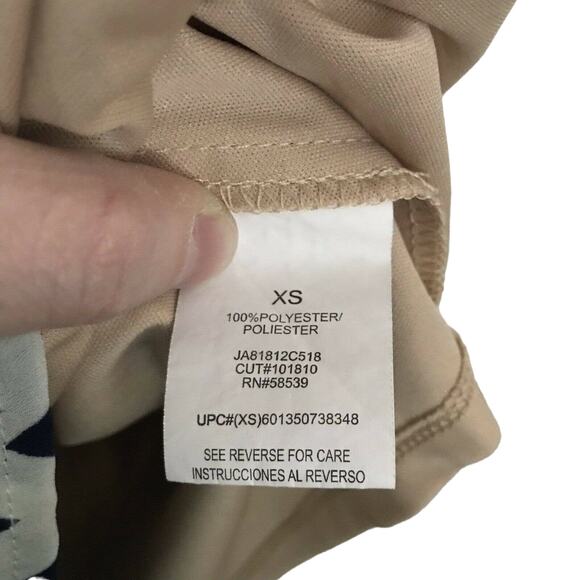 XS
100%POLYESTER/
POLIESTER
JA81812C518
CUT#101810
RN#58539
UPC#(XS)601350738348
SEE REVERSE FOR CARE
INSTRUCCIONES AL REVERSO